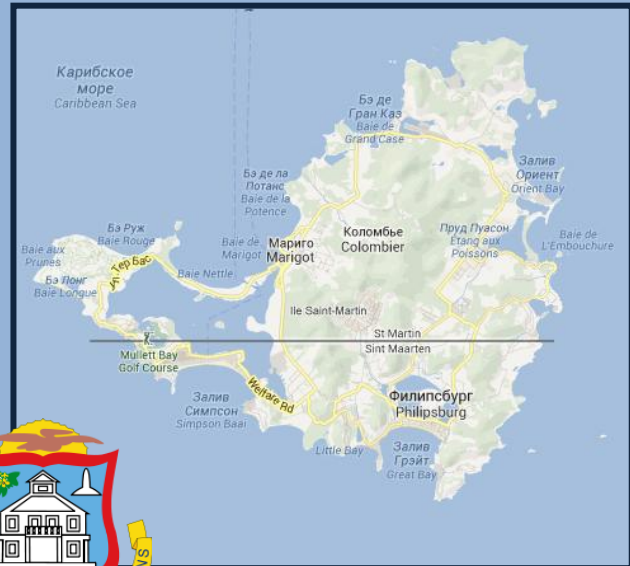 Карибское
море
Caribbean Sea
Бэ де
Гран Каз
Baie de
Grand Case
Залив
Ориент
Orient Bay
Бэ де ла
Потанс
Baie de la
Potence
Бэ Руж
Baie Rouge
Baie de
Marigot
Мариго
Marigot
Коломбье
Colombier
Пруд Пуасон
Etang aux
Poissons
Baie de
L'Embouchure
Baie aux
Prunes
ул. Тер Бас
Baie Nettle
Бэ Лонг
Baie Longue
Ile Saint-Martin
St Martin
Sint Maarten
Mullett Bay
Golf Course
Welfare Rd
Залив
Симпсон
Simpson Baai
Филипсбург
Philipsburg
Little Bay
Залив
Грэйт
Great Bay